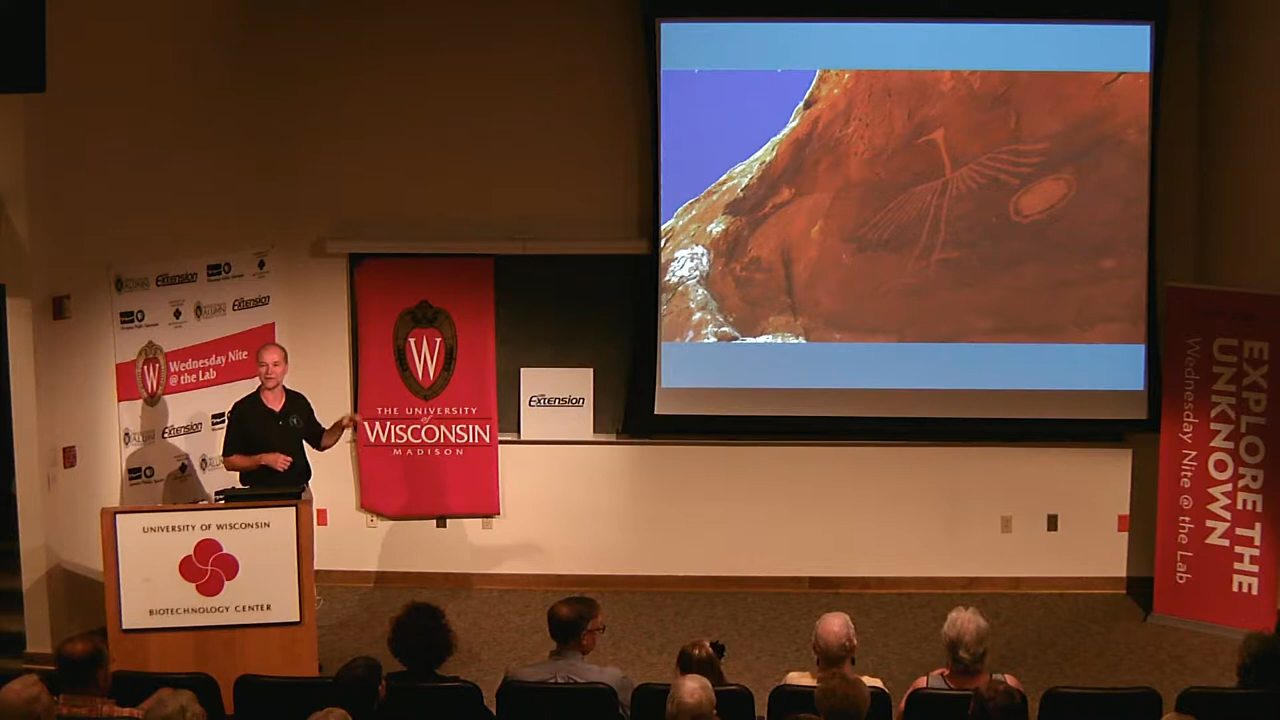 Extension
Extension
Wednesday Nite
@ the Lab
Extension
W
THE UNIVERSITY
of
WISCONSIN
MADISON
Extension
UNIVERSITY OF WISCONSIN
BIOTECHNOLOGY CENTER
EXPLORE THE
UNKNOWN
Wednesday Nite @ the Lab